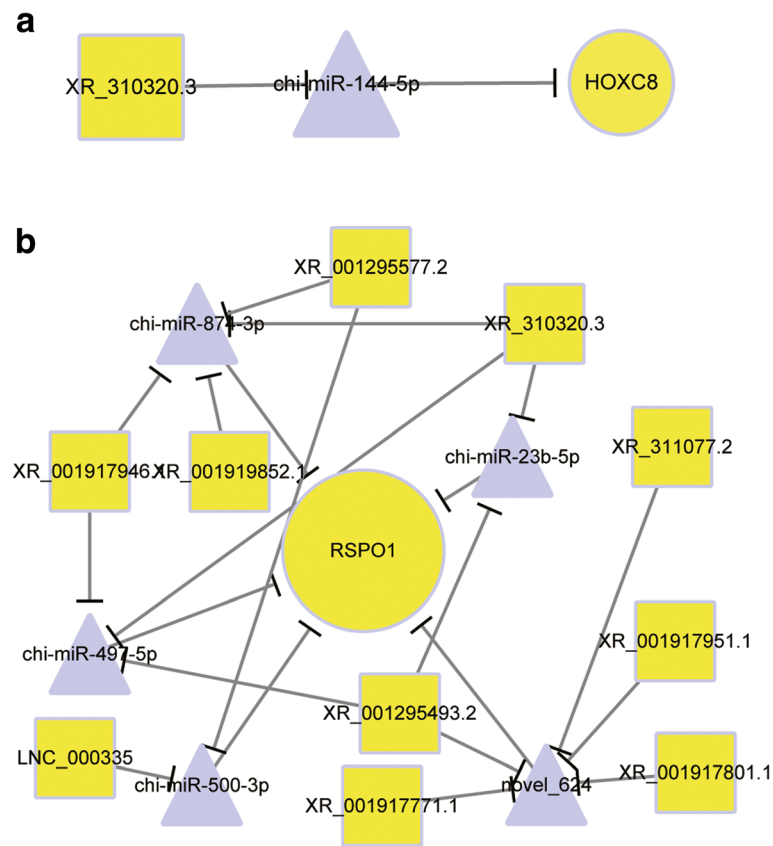 a
XR_310320.3
chi-miR-144-5p
HOXC8
b
XR_001295577.2
chi-miR-874-3p
XR_310320.3
XR_311077.2
chi-miR-23b-5p
XR_001917946.1
XR_001919852.1
RSPO1
XR_001917951.1
chi-miR-497-5p
XR_001295493.2
LNC_000335
chi-miR-500-3p
novel_624
XR_001917801.1
XR_001917771.1